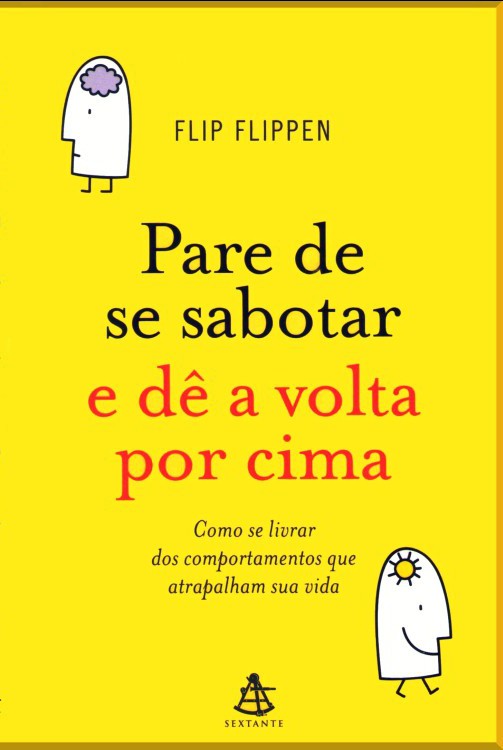 FLIP FLIPPEN
Pare de
se sabotar
e dê a volta
por cima
Como se livrar
dos comportamentos que
atrapalham sua vida
SEXTANTE